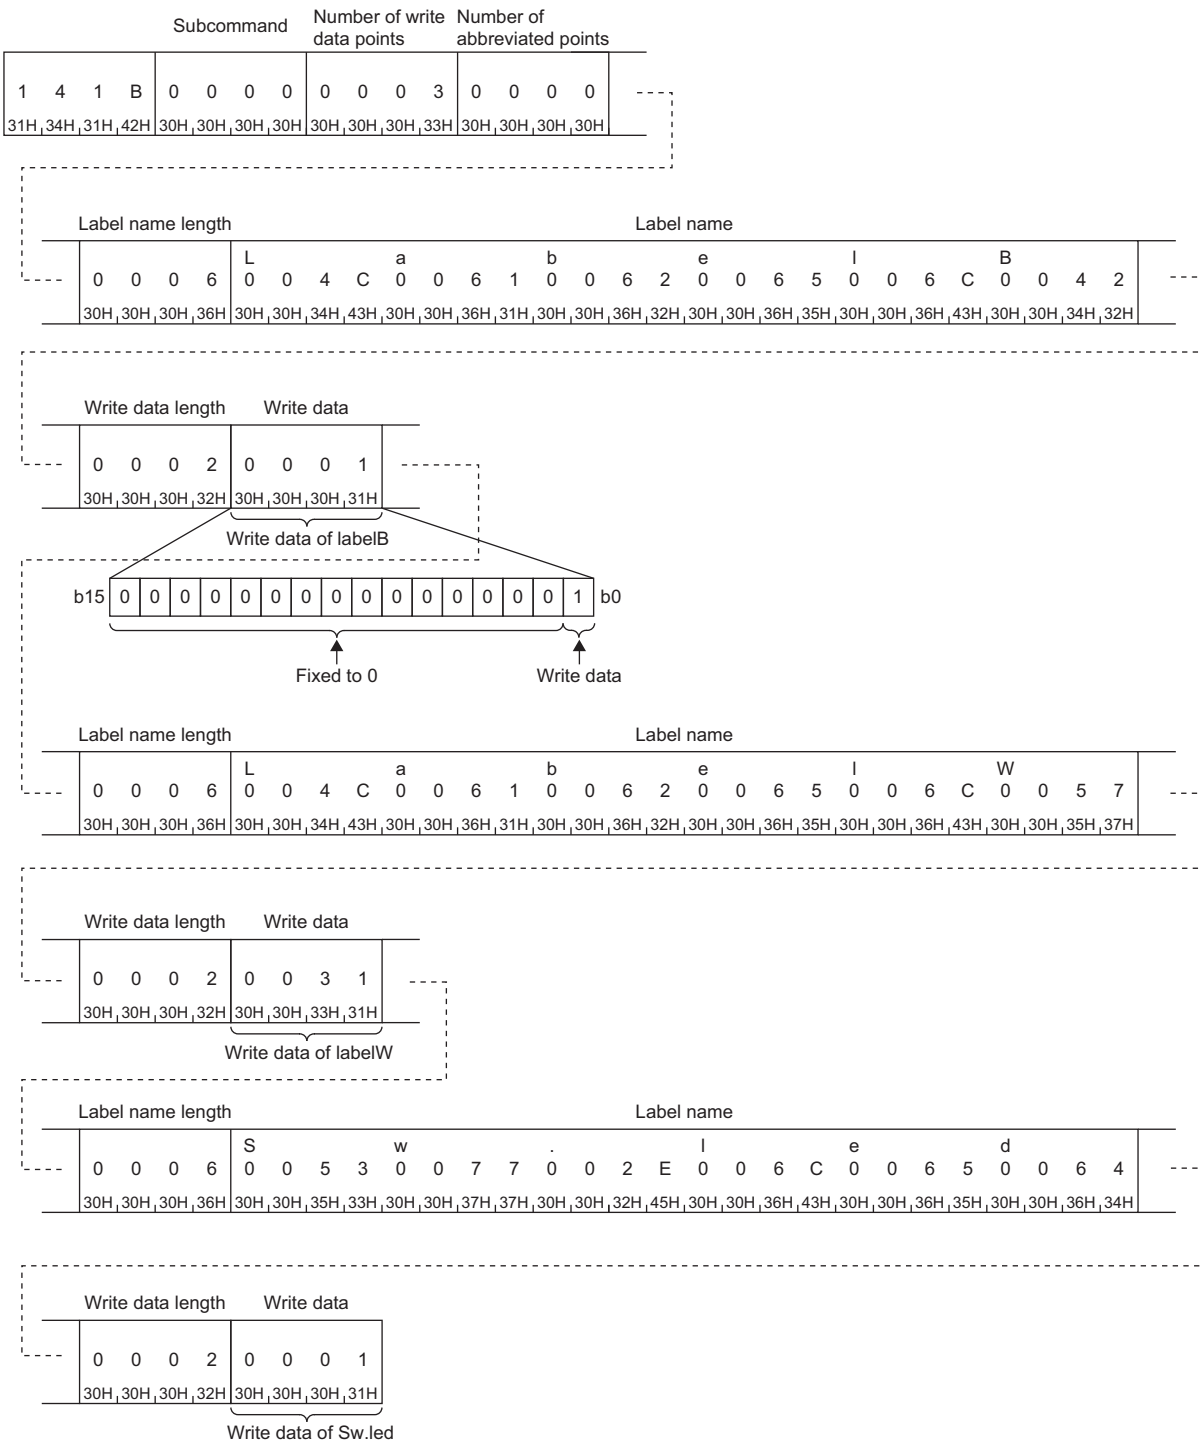 Subcommand Number of write data points Number of abbreviated points
1 4 1 B 0 0 0 0 0 0 0 3 0 0 0 0
31H 34H 31H 42H 30H 30H 30H 30H 30H 30H 30H 33H 30H 30H 30H 30H
Label name length Label name
L a b e l B
0 0 0 6 0 0 4 C 0 0 6 1 0 0 6 2 0 0 6 5 0 0 6 C 0 0 4 2
30H 30H 30H 36H 30H 30H 34H 43H 30H 30H 36H 31H 30H 30H 36H 32H 30H 30H 36H 35H 30H 30H 36H 43H 30H 30H 34H 32H
Write data length Write data
0 0 0 2 0 0 0 1
30H 30H 30H 32H 30H 30H 30H 31H
Write data of labelB
b15 0 0 0 0 0 0 0 0 0 0 0 0 0 0 0 1 b0
Fixed to 0 Write data
Label name length Label name
L a b e l W
0 0 0 6 0 0 4 C 0 0 6 1 0 0 6 2 0 0 6 5 0 0 6 C 0 0 5 7
30H 30H 30H 36H 30H 30H 34H 43H 30H 30H 36H 31H 30H 30H 36H 32H 30H 30H 36H 35H 30H 30H 36H 43H 30H 30H 35H 37H
Write data length Write data
0 0 0 2 0 0 3 1
30H 30H 30H 32H 30H 30H 33H 31H
Write data of labelW
Label name length Label name
S w . l e d
0 0 0 6 0 0 5 3 0 0 7 7 0 0 2 E 0 0 6 C 0 0 6 5 0 0 6 4
30H 30H 30H 36H 30H 30H 35H 33H 30H 30H 37H 37H 30H 30H 32H 45H 30H 30H 36H 43H 30H 30H 36H 35H 30H 30H 36H 34H
Write data length Write data
0 0 0 2 0 0 0 1
30H 30H 30H 32H 30H 30H 30H 31H
Write data of Sw.led